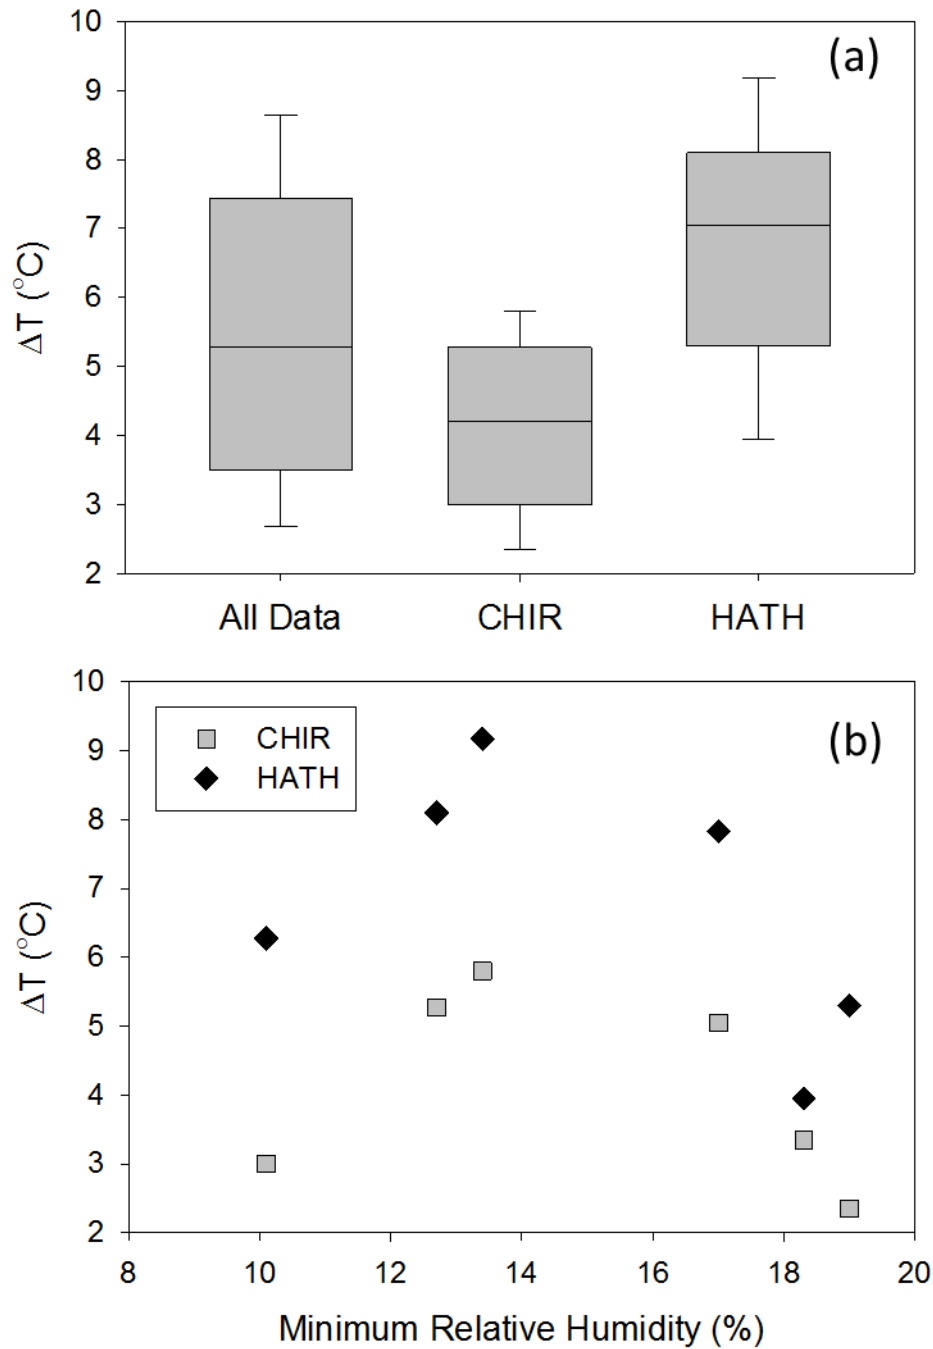 10
(a)
9
8
7
6
5
4
3
2
ΔT (°C)
All Data CHIR HATH
10
CHIR
HATH
(b)
9
8
7
6
5
4
3
2
ΔT (°C)
8 10 12 14 16 18 20
Minimum Relative Humidity (%)